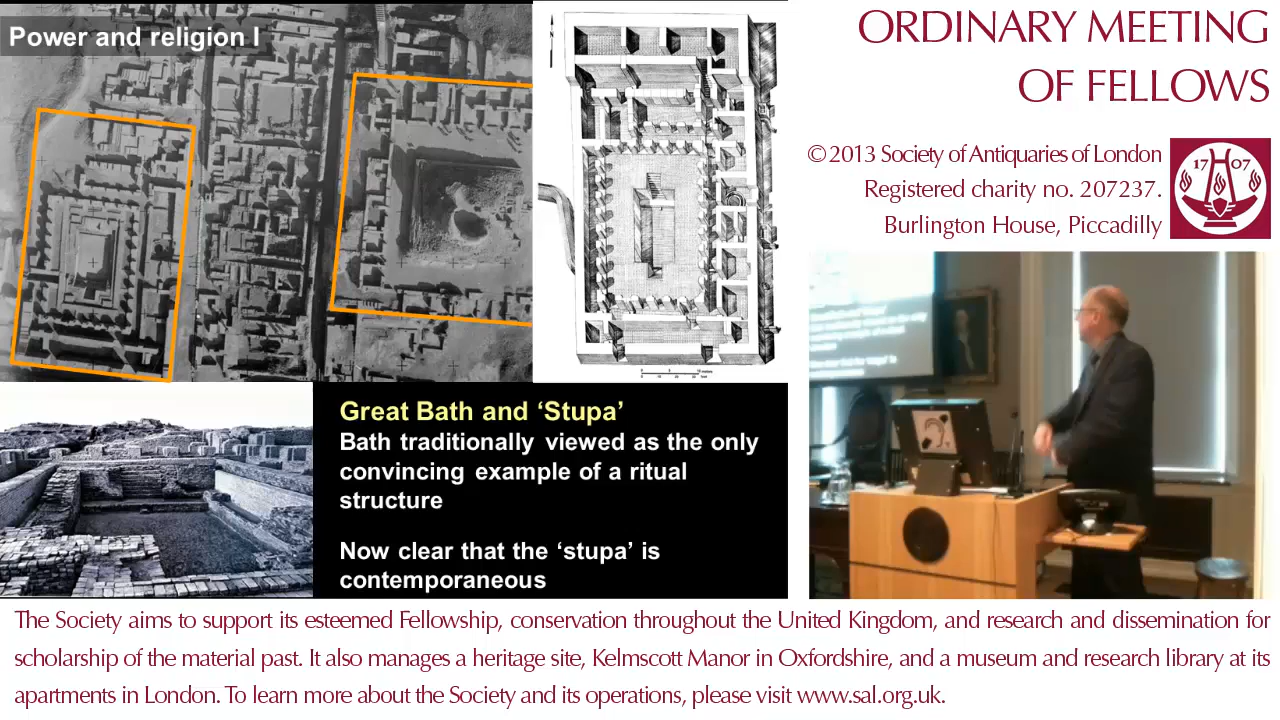 Power and religion I
Great Bath and ‘Stupa’
Bath traditionally viewed as the only
convincing example of a ritual
structure
Now clear that the ‘stupa’ is
contemporaneous
ORDINARY MEETING
OF FELLOWS
© 2013 Society of Antiquaries of London
Registered charity no. 207237.
Burlington House, Piccadilly
17 07
The Society aims to support its esteemed Fellowship, conservation throughout the United Kingdom, and research and dissemination for
scholarship of the material past. It also manages a heritage site, Kelmscott Manor in Oxfordshire, and a museum and research library at its
apartments in London. To learn more about the Society and its operations, please visit www.sal.org.uk.